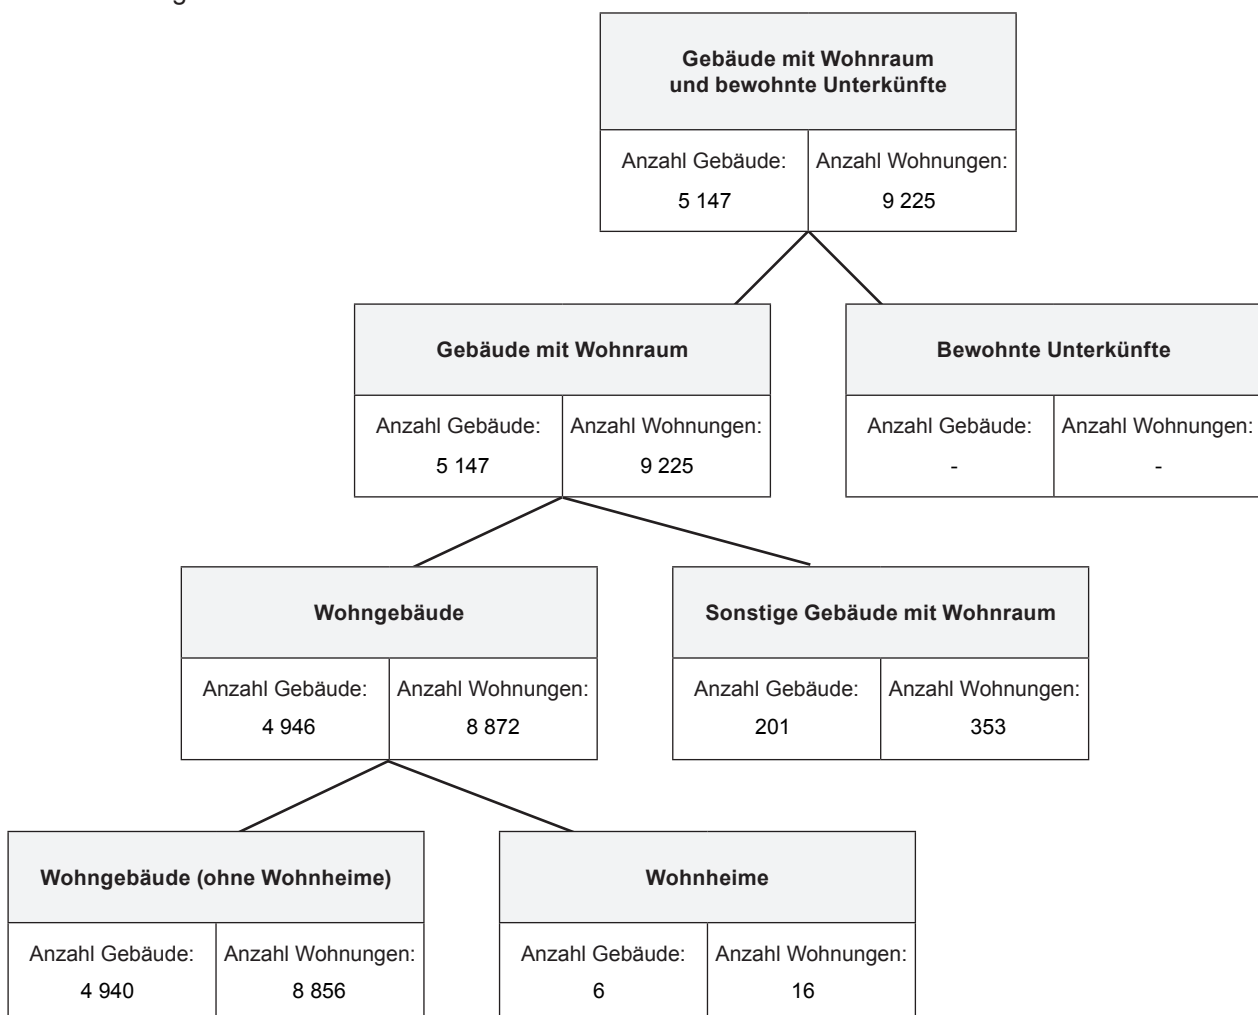 Gebäude mit Wohnraum
und bewohnte Unterkünfte
Anzahl Gebäude: Anzahl Wohnungen:
5 147 9 225
Gebäude mit Wohnraum Bewohnte Unterkünfte
Anzahl Gebäude: Anzahl Wohnungen: Anzahl Gebäude: Anzahl Wohnungen:
5 147 9 225 - -
Wohngebäude Sonstige Gebäude mit Wohnraum
Anzahl Gebäude: Anzahl Wohnungen: Anzahl Gebäude: Anzahl Wohnungen:
4 946 8 872 201 353
Wohngebäude (ohne Wohnheime) Wohnheime
Anzahl Gebäude: Anzahl Wohnungen: Anzahl Gebäude: Anzahl Wohnungen:
4 940 8 856 6 16